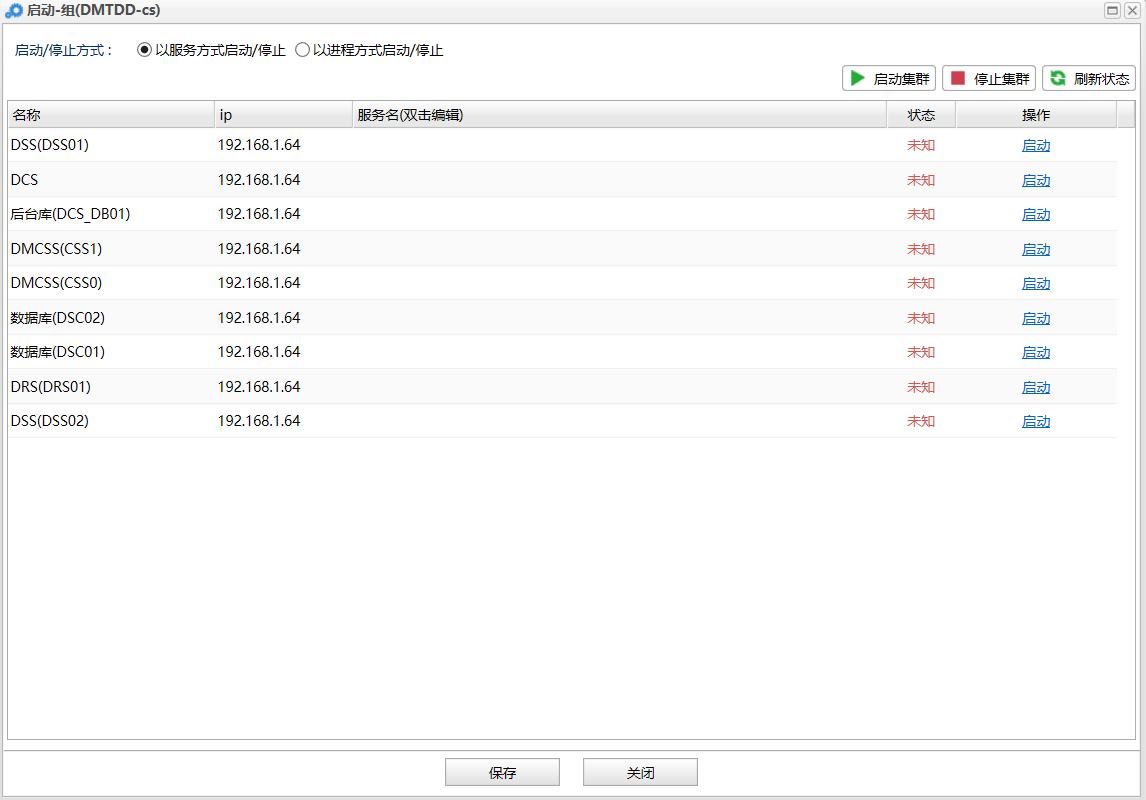 启动-组(DMTDD-cs)
启动/停止方式： 以服务方式启动/停止 以进程方式启动/停止
启动集群 停止集群 刷新状态
名称 ip 服务名(双击编辑) 状态 操作
DSS(DSS01) 192.168.1.64 未知 启动
DCS 192.168.1.64 未知 启动
后台库(DCS_DB01) 192.168.1.64 未知 启动
DMCSS(CSS1) 192.168.1.64 未知 启动
DMCSS(CSS0) 192.168.1.64 未知 启动
数据库(DSC02) 192.168.1.64 未知 启动
数据库(DSC01) 192.168.1.64 未知 启动
DRS(DRS01) 192.168.1.64 未知 启动
DSS(DSS02) 192.168.1.64 未知 启动
保存 关闭